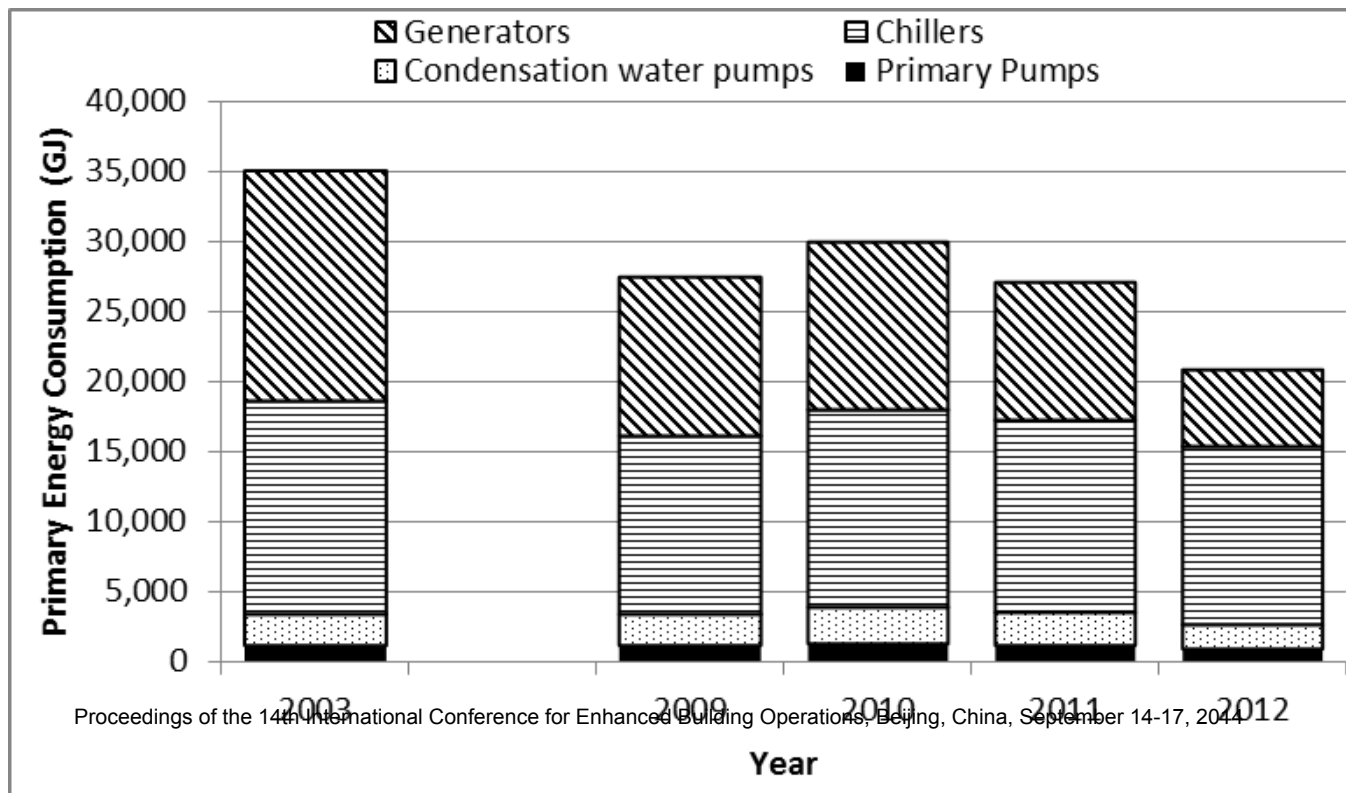 Generators Chillers
Condensation water pumps Primary Pumps
Primary Energy Consumption (GJ)
40,000
35,000
30,000
25,000
20,000
15,000
10,000
5,000
0
2003 2009 2010 2011 2012
Proceedings of the 14th International Conference for Enhanced Building Operations, Beijing, China, September 14-17, 2014
Year